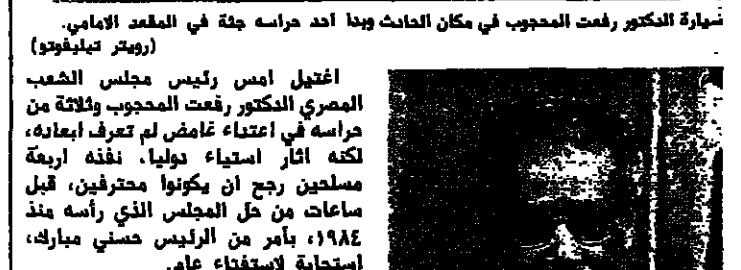 سيارة الدكتور رفعت المحجوب في مكان الحادث وبدا احد حراسه جثة في المقعد الامامي.
(رويتر تيليفوتو)
اغتيل امس رئيس مجلس الشعب
المصري الدكتور رفعت المحجوب وثلاثة من
حراسه في اعتداء غامض لم تعرف ابعاده،
لكنه اثار استياء دوليا. نفذه اربعة
مسلحين رجح ان يكونوا محترفين، قبل
ساعات من حل المجلس الذي رأسه منذ
١٩٨٤، بأمر من الرئيس حسني مبارك،
استجابة لاستفتاء عام.